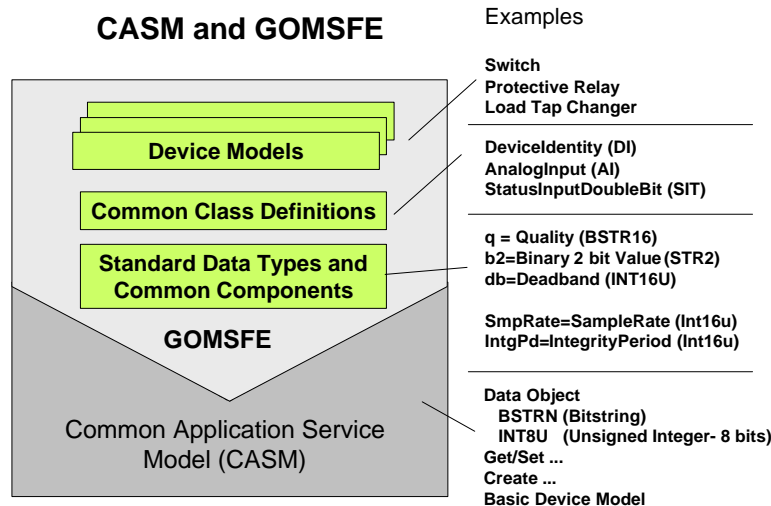 CASM and GOMSFE
Device Models
Common Class Definitions
Standard Data Types and
Common Components
GOMSFE
Common Application Service
Model (CASM)
Examples
Switch
Protective Relay
Load Tap Changer
DeviceIdentity (DI)
AnalogInput (AI)
StatusInputDoubleBit (SIT)
q = Quality (BSTR16)
b2=Binary 2 bit Value (STR2)
db=Deadband (INT16U)
SmpRate=SampleRate (Int16u)
IntgPd=IntegrityPeriod (Int16u)
Data Object
BSTRN (Bitstring)
INT8U (Unsigned Integer- 8 bits)
Get/Set ...
Create ...
Basic Device Model